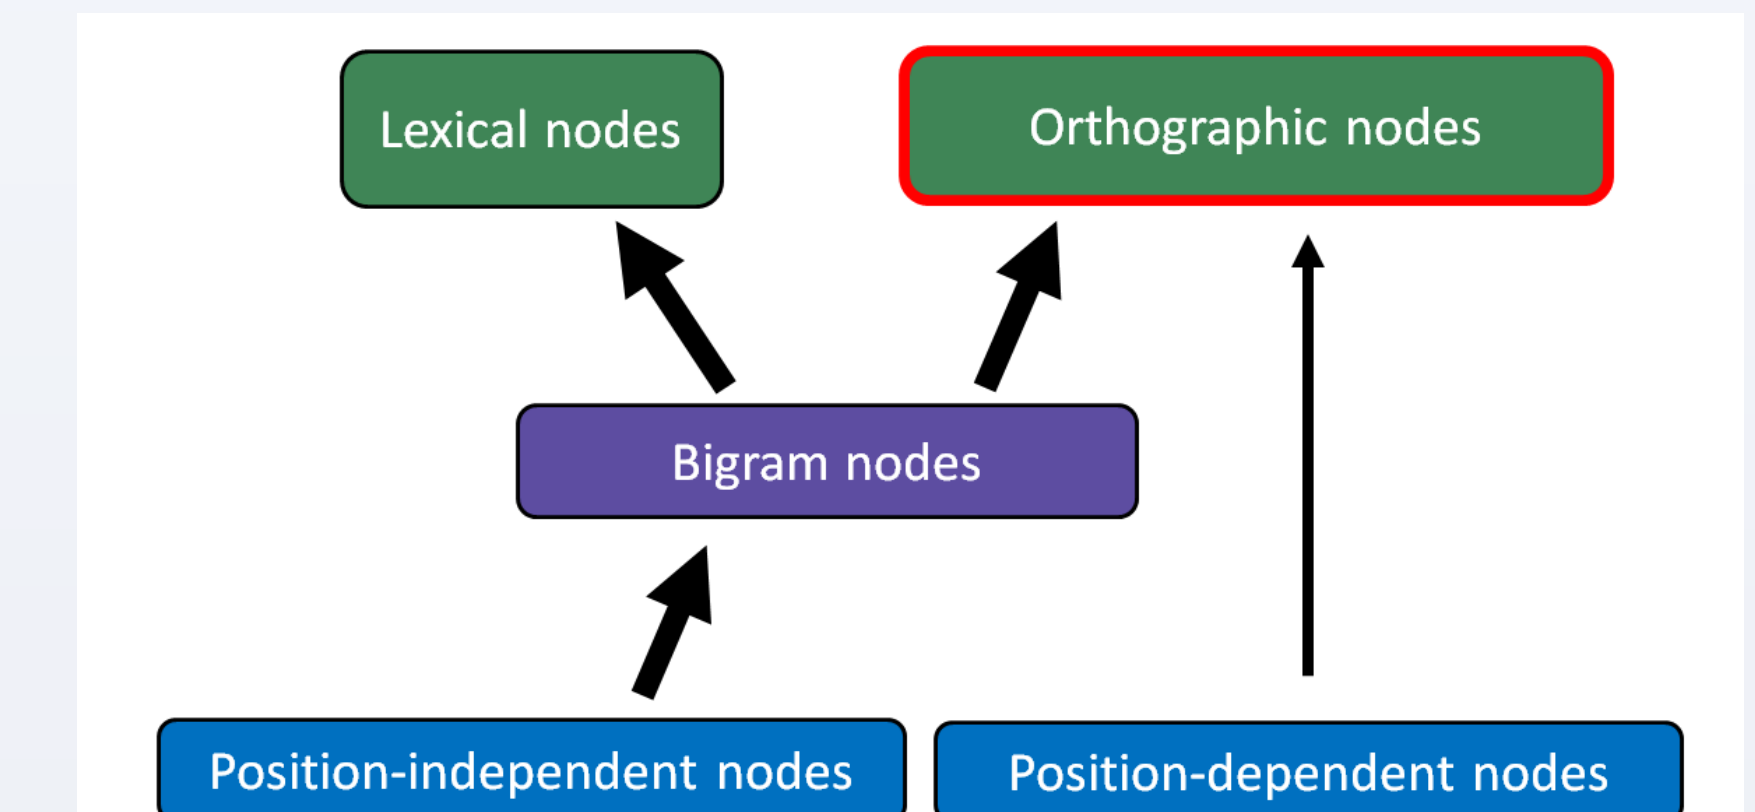 Lexical nodes
Orthographic nodes
Bigram nodes
Position-independent nodes
Position-dependent nodes